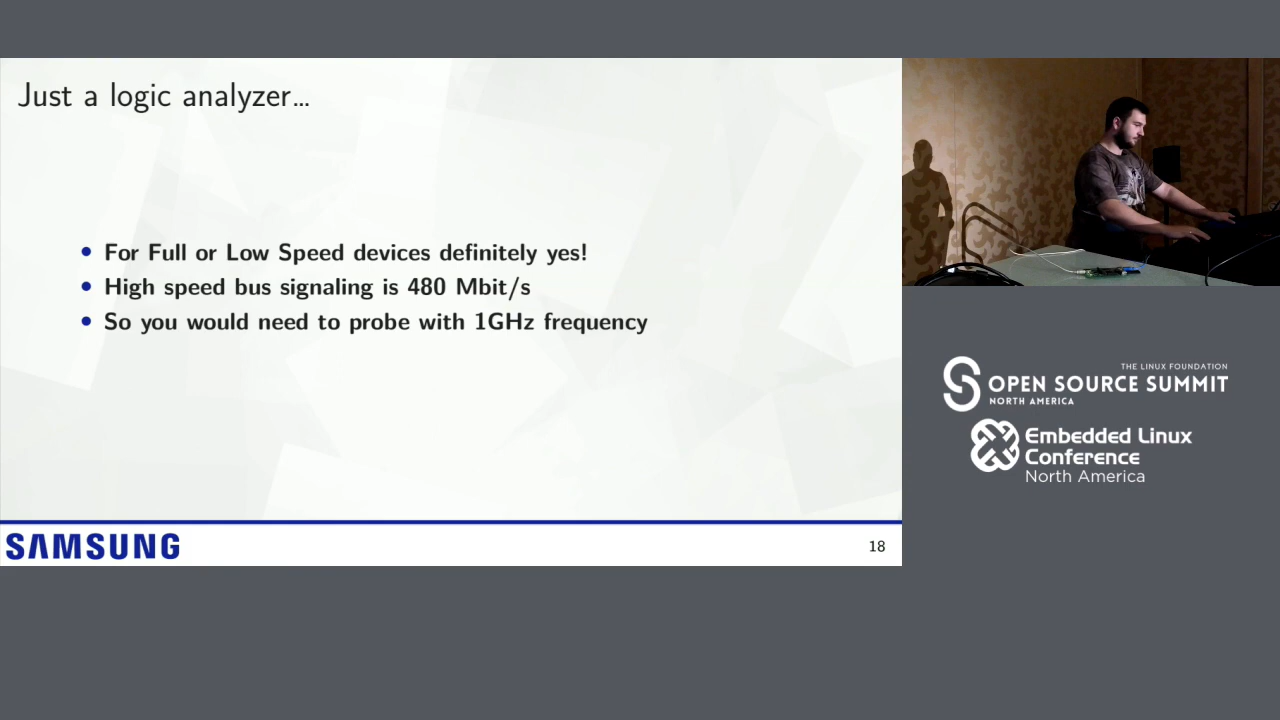 Just a logic analyzer...
• For Full or Low Speed devices definitely yes!
• High speed bus signaling is 480 Mbit/s
• So you would need to probe with 1GHz frequency
SAMSUNG
18
THE LINUX FOUNDATION
OPEN SOURCE SUMMIT
NORTH AMERICA
Embedded Linux
Conference
North America